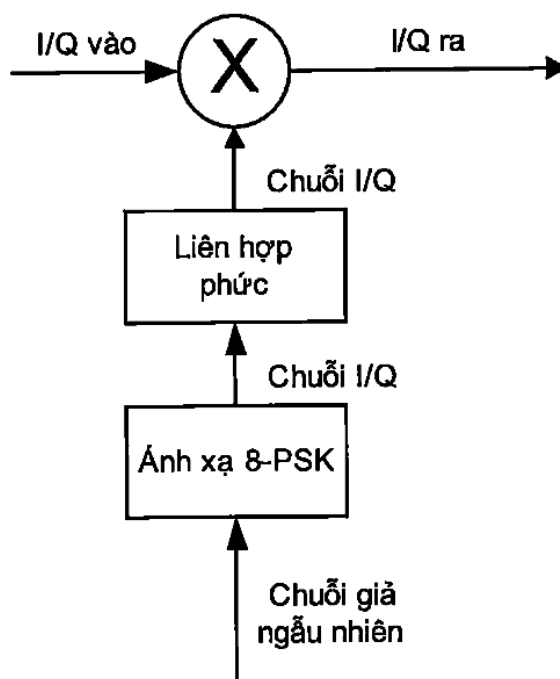 I/Q vào
I/Q ra
X
Chuỗi I/Q
Liên hợp
phức
Chuỗi I/Q
Ánh xạ 8-PSK
Chuỗi giả
ngẫu nhiên